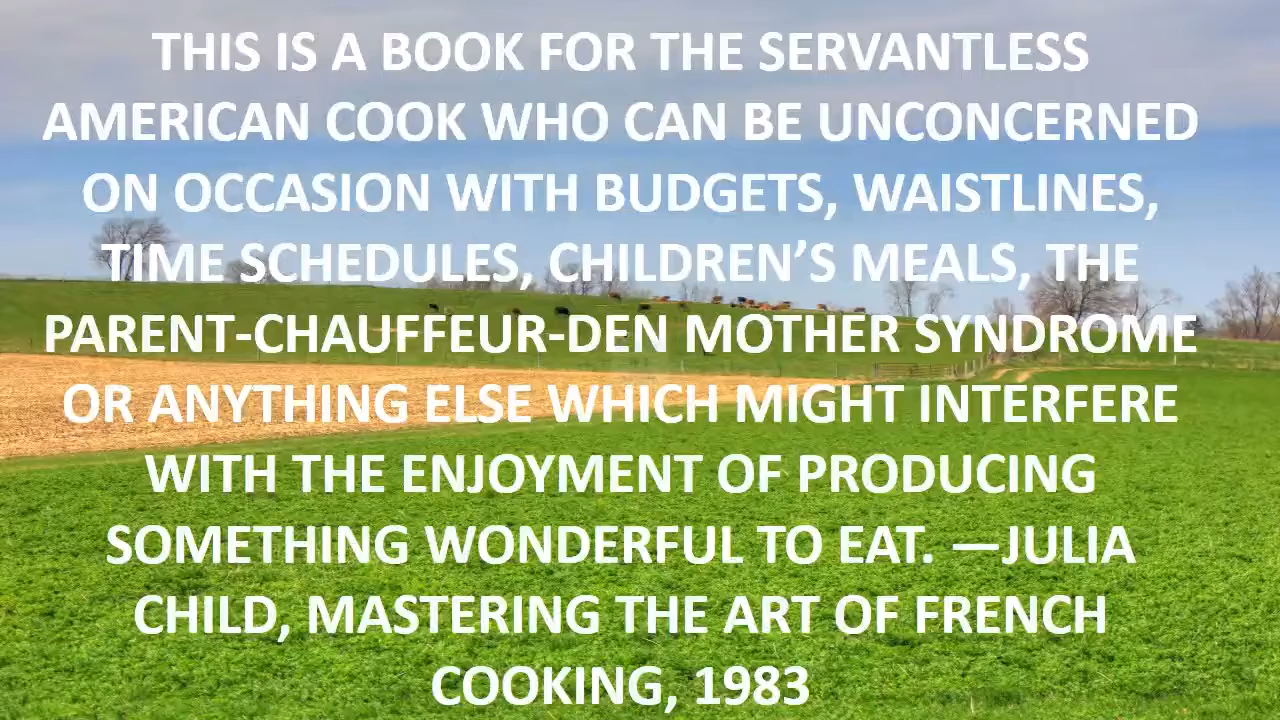 THIS IS A BOOK FOR THE SERVANTLESS
AMERICAN COOK WHO CAN BE UNCONCERNED
ON OCCASION WITH BUDGETS, WAISTLINES,
TIME SCHEDULES, CHILDREN’S MEALS, THE
PARENT-CHAUFFEUR-DEN MOTHER SYNDROME
OR ANYTHING ELSE WHICH MIGHT INTERFERE
WITH THE ENJOYMENT OF PRODUCING
SOMETHING WONDERFUL TO EAT. —JULIA
CHILD, MASTERING THE ART OF FRENCH
COOKING, 1983